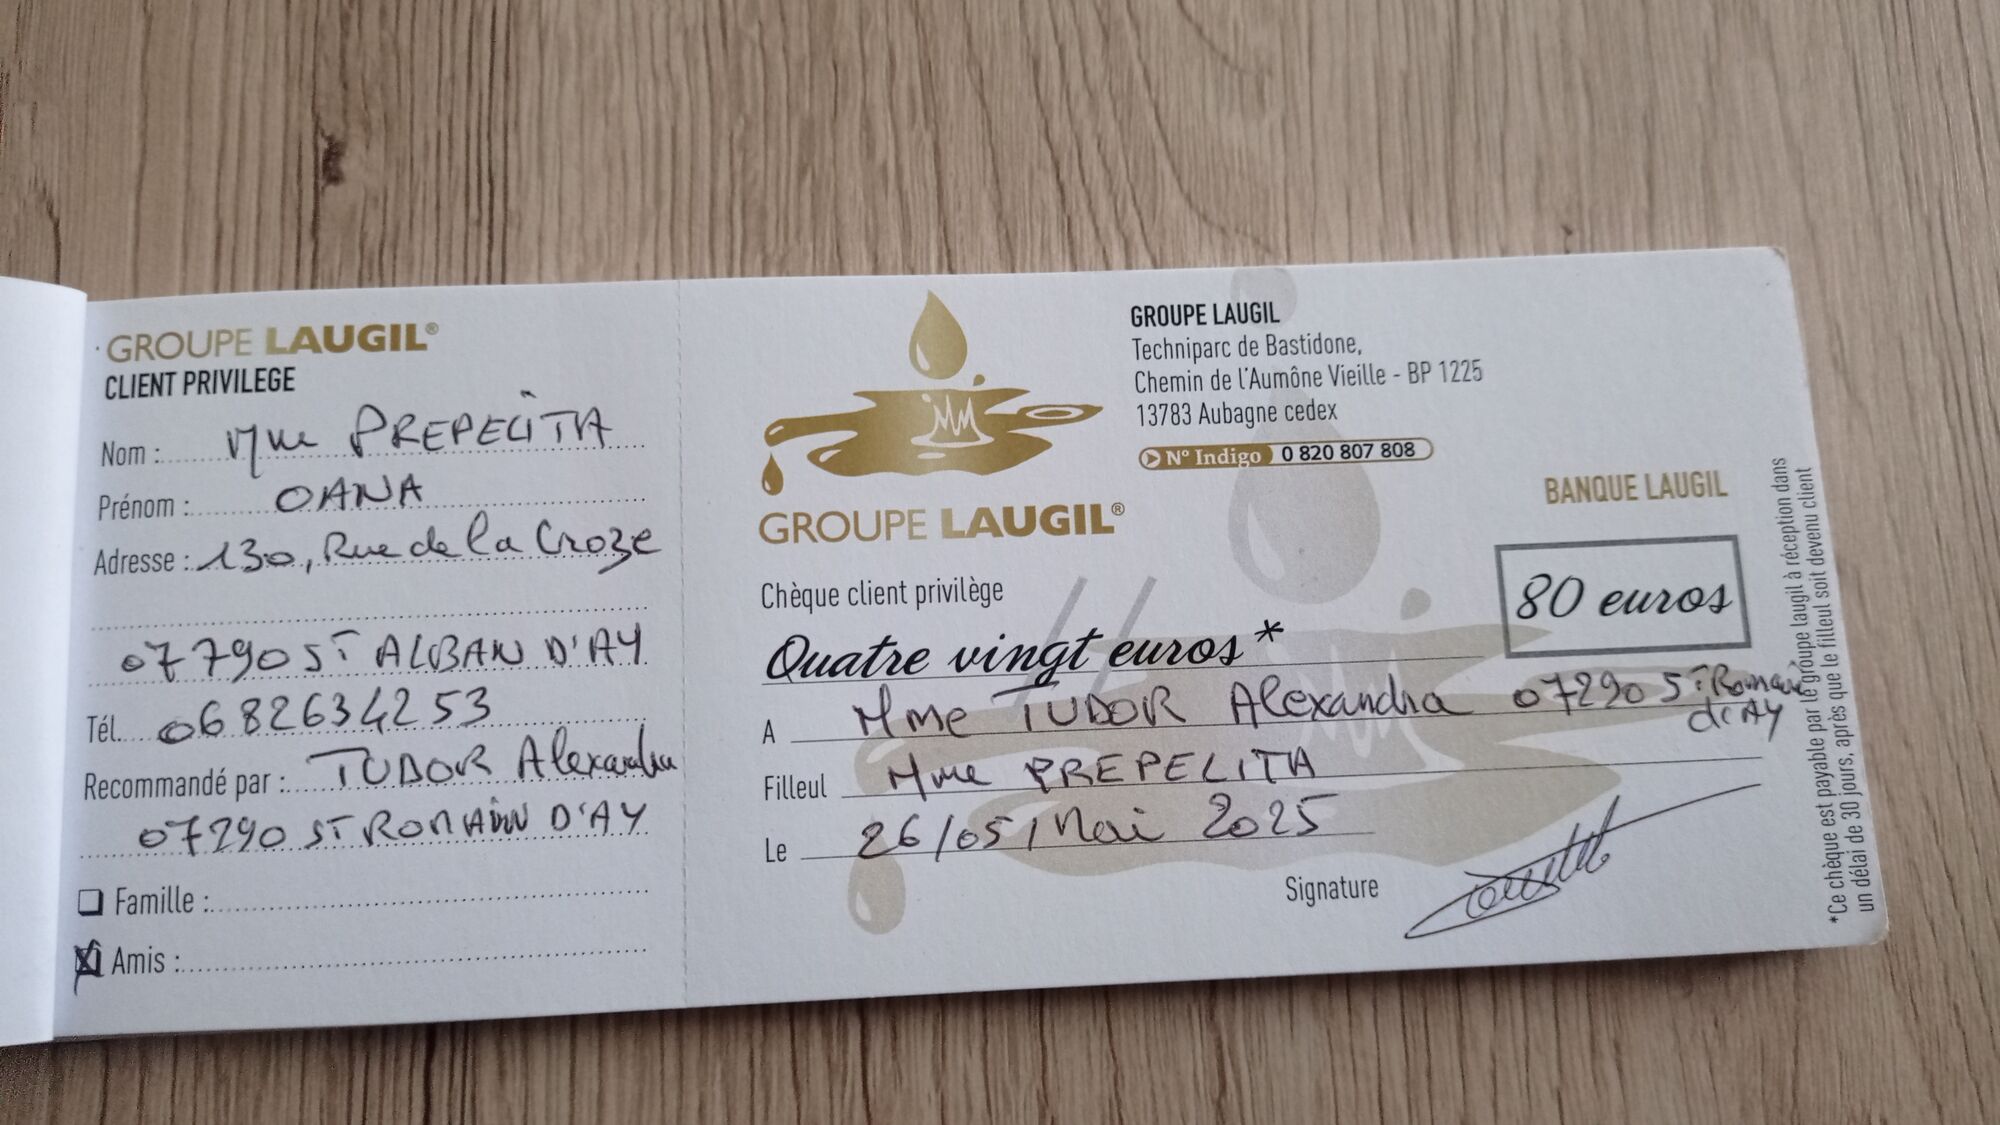 GROUPE LAUGIL®
CLIENT PRIVILEGE
Nom : Mme PREPELITA
Prénom : OANA
Adresse : 130, Rue de la Croze
07790 ST ALBAN D'AY
Tél. 0682634253
Recommandé par : TUDOR Alexandra
07290 ST ROMAIN D'AY
Famille :
Amis :
GROUPE LAUGIL®
GROUPE LAUGIL
Techniparc de Bastidone,
Chemin de l'Aumône Vieille - BP 1225
13783 Aubagne cedex
N° Indigo 0 820 807 808
BANQUE LAUGIL
80 euros
Chèque client privilège
Quatre vingt euros*
A Mme TUDOR Alexandra 07290 ST Romain
d'AY
Filleul Mme PREPELITA
Le 26/05/Mai 2025
Signature
*Ce chèque est payable par le groupe laugil à réception dans
un délai de 30 jours, après que le filleul soit devenu client